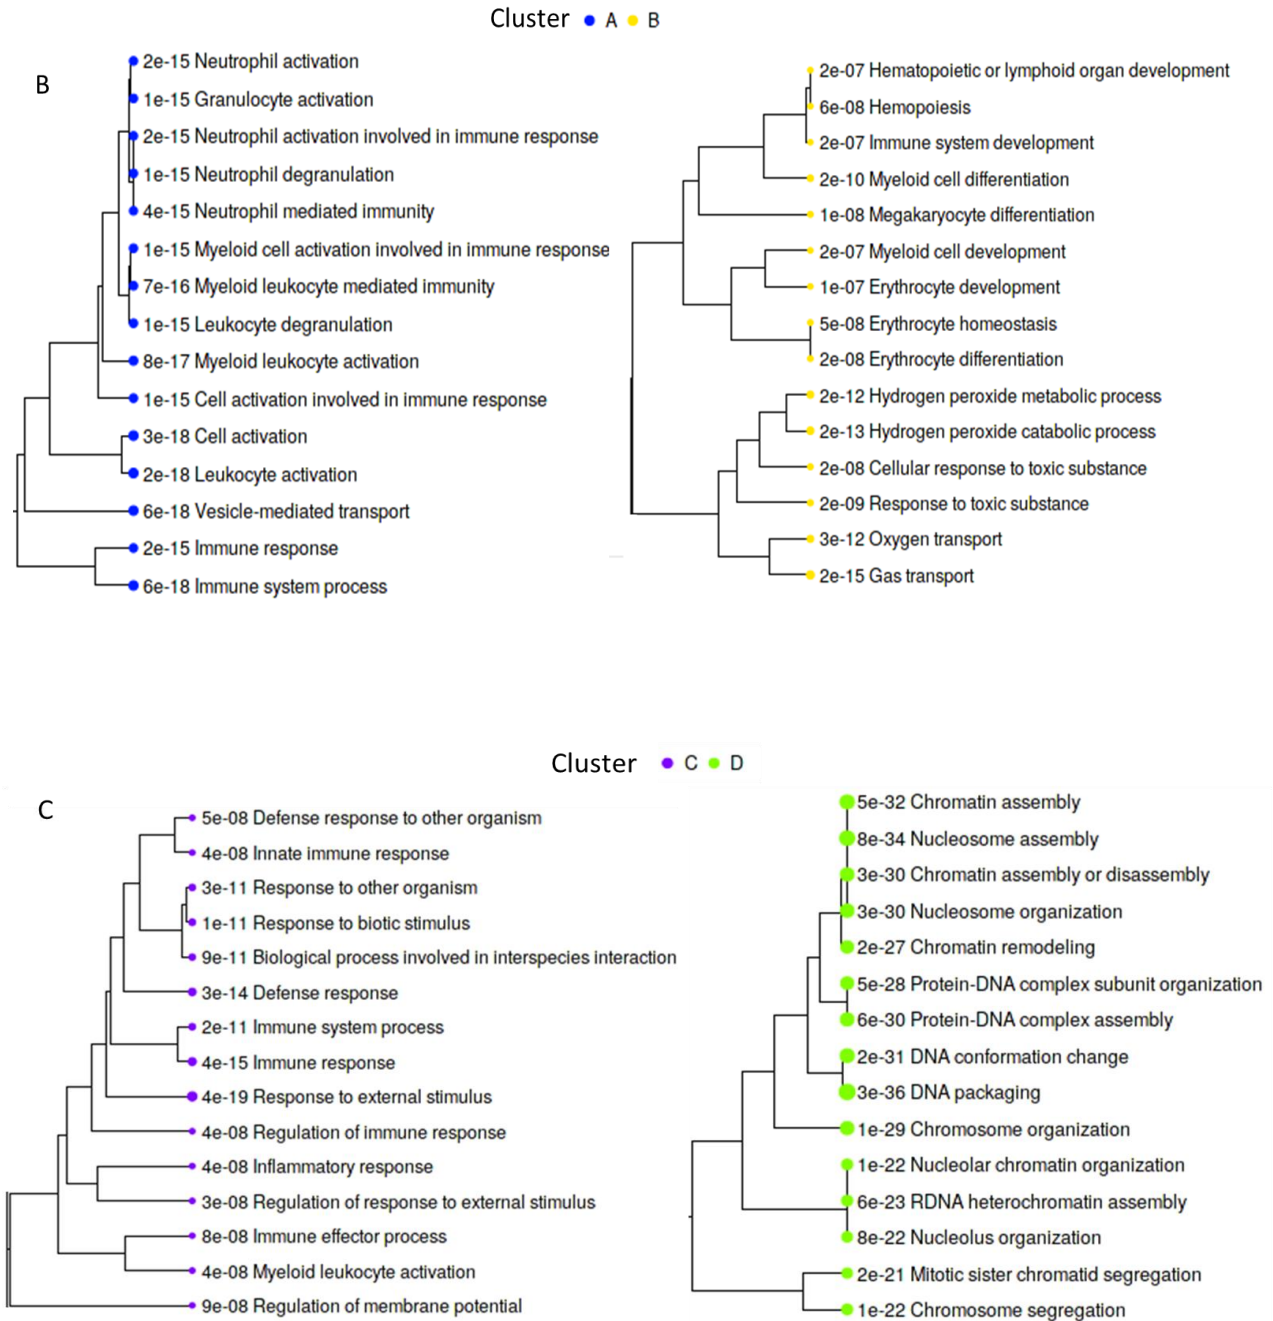 Cluster A B
B
2e-15 Neutrophil activation
1e-15 Granulocyte activation
2e-15 Neutrophil activation involved in immune response
1e-15 Neutrophil degranulation
4e-15 Neutrophil mediated immunity
1e-15 Myeloid cell activation involved in immune response
7e-16 Myeloid leukocyte mediated immunity
1e-15 Leukocyte degranulation
8e-17 Myeloid leukocyte activation
1e-15 Cell activation involved in immune response
3e-18 Cell activation
2e-18 Leukocyte activation
6e-18 Vesicle-mediated transport
2e-15 Immune response
6e-18 Immune system process
2e-07 Hematopoietic or lymphoid organ development
6e-08 Hemopoiesis
2e-07 Immune system development
2e-10 Myeloid cell differentiation
1e-08 Megakaryocyte differentiation
2e-07 Myeloid cell development
1e-07 Erythrocyte development
5e-08 Erythrocyte homeostasis
2e-08 Erythrocyte differentiation
2e-12 Hydrogen peroxide metabolic process
2e-13 Hydrogen peroxide catabolic process
2e-08 Cellular response to toxic substance
2e-09 Response to toxic substance
3e-12 Oxygen transport
2e-15 Gas transport
Cluster C D
C
5e-08 Defense response to other organism
4e-08 Innate immune response
3e-11 Response to other organism
1e-11 Response to biotic stimulus
9e-11 Biological process involved in interspecies interaction
3e-14 Defense response
2e-11 Immune system process
4e-15 Immune response
4e-19 Response to external stimulus
4e-08 Regulation of immune response
4e-08 Inflammatory response
3e-08 Regulation of response to external stimulus
8e-08 Immune effector process
4e-08 Myeloid leukocyte activation
9e-08 Regulation of membrane potential
5e-32 Chromatin assembly
8e-34 Nucleosome assembly
3e-30 Chromatin assembly or disassembly
3e-30 Nucleosome organization
2e-27 Chromatin remodeling
5e-28 Protein-DNA complex subunit organization
6e-30 Protein-DNA complex assembly
2e-31 DNA conformation change
3e-36 DNA packaging
1e-29 Chromosome organization
1e-22 Nucleolar chromatin organization
6e-23 RDNA heterochromatin assembly
8e-22 Nucleolus organization
2e-21 Mitotic sister chromatid segregation
1e-22 Chromosome segregation